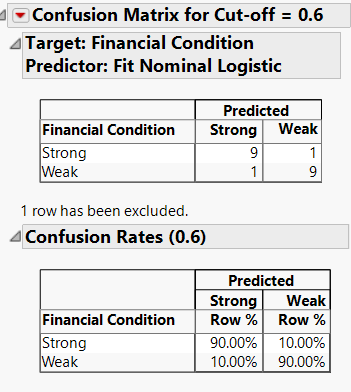 Confusion Matrix for Cut-off = 0.6
Target: Financial Condition
Predictor: Fit Nominal Logistic
Predicted
Financial Condition Strong Weak
Strong 9 1
Weak 1 9
1 row has been excluded.
Confusion Rates (0.6)
Predicted
Strong Weak
Financial Condition Row % Row %
Strong 90.00% 10.00%
Weak 10.00% 90.00%